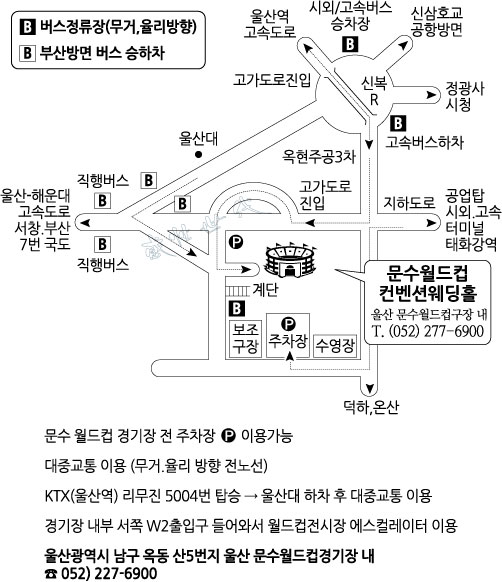 B 버스정류장(무거,율리방향)
B 부산방면 버스 승하차
울산역
고속도로
시외/고속버스
승차장
B
신삼호교
공항방면
고가도로진입
신복
R
정광사
시청
B
고속버스하차
울산대
옥현주공3차
직행버스
B
B
고가도로
진입
지하도로
울산-해운대
고속도로
서창.부산
7번 국도
B
B
직행버스
공업탑
시외.고속
터미널
태화강역
P
계단
B
보조
구장
P
주차장
수영장
문수월드컵
컨벤션웨딩홀
울산 문수월드컵구장 내
T. (052) 277-6900
덕하,온산
문수 월드컵 경기장 전 주차장 P 이용가능
대중교통 이용 (무거.율리 방향 전노선)
KTX(울산역) 리무진 5004번 탑승 → 울산대 하차 후 대중교통 이용
경기장 내부 서쪽 W2출입구 들어와서 월드컵전시장 에스컬레이터 이용
울산광역시 남구 옥동 산5번지 울산 문수월드컵경기장 내
☎ 052) 227-6900